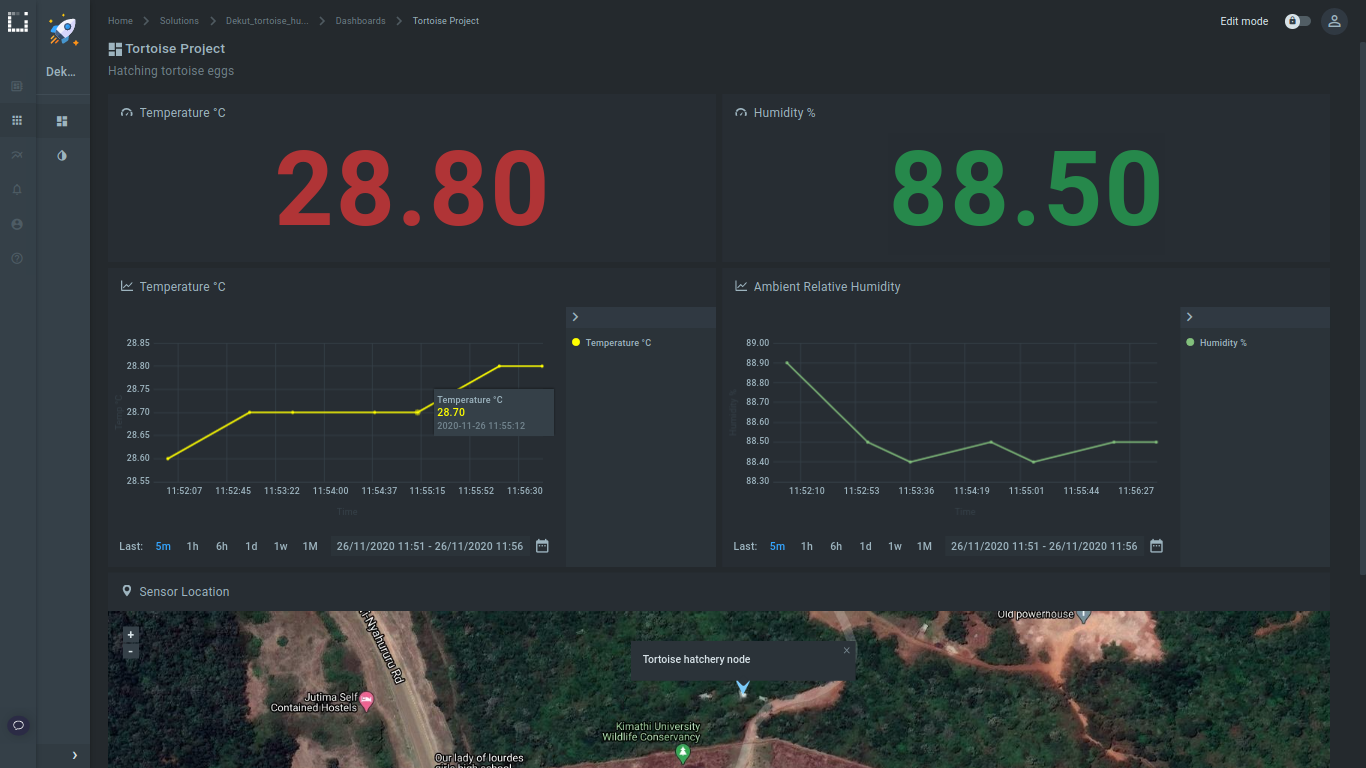 Home
Solutions
Dekut_tortoise_hu...
Dashboards
Tortoise Project
Edit mode
Dek...
Tortoise Project
Hatching tortoise eggs
Temperature °C
28.80
Humidity %
88.50
Temperature °C
28.85
28.80
28.75
28.70
28.65
28.60
28.55
11:52:07 11:52:45 11:53:22 11:54:00 11:54:37 11:55:15 11:55:52 11:56:30
Time
Temperature °C
28.70
2020-11-26 11:55:12
Temperature °C
Last: 5m 1h 6h 1d 1w 1M 26/11/2020 11:51 - 26/11/2020 11:56
Ambient Relative Humidity
89.00
88.90
88.80
88.70
88.60
88.50
88.40
88.30
Humidity %
11:52:10 11:52:53 11:53:36 11:54:19 11:55:01 11:55:44 11:56:27
Time
Humidity %
Last: 5m 1h 6h 1d 1w 1M 26/11/2020 11:51 - 26/11/2020 11:56
Sensor Location
+
-
Nyahururu Rd
Old powerhouse
Tortoise hatchery node
Jutima Self
Contained Hostels
Kimathi University
Wildlife Conservancy
Our lady of lourdes
girls high school